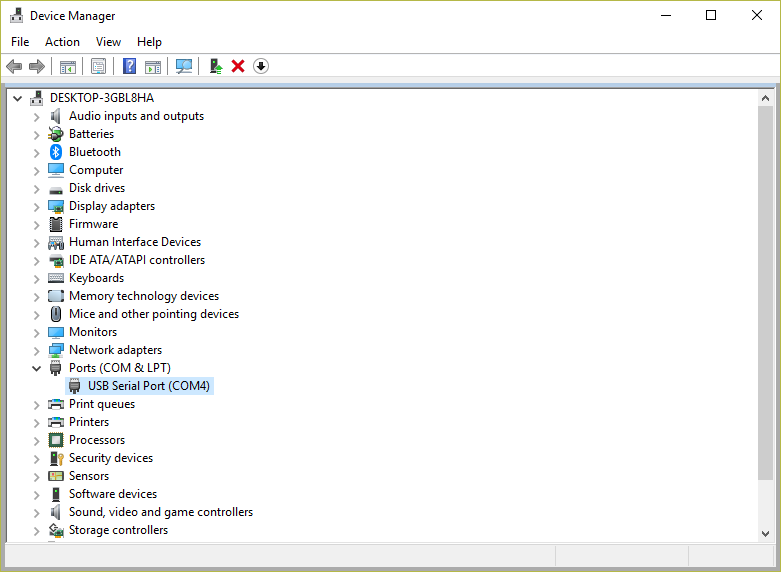 Device Manager
File Action View Help
DESKTOP-3GBL8HA
Audio inputs and outputs
Batteries
Bluetooth
Computer
Disk drives
Display adapters
Firmware
Human Interface Devices
IDE ATA/ATAPI controllers
Keyboards
Memory technology devices
Mice and other pointing devices
Monitors
Network adapters
Ports (COM & LPT)
USB Serial Port (COM4)
Print queues
Printers
Processors
Security devices
Sensors
Software devices
Sound, video and game controllers
Storage controllers